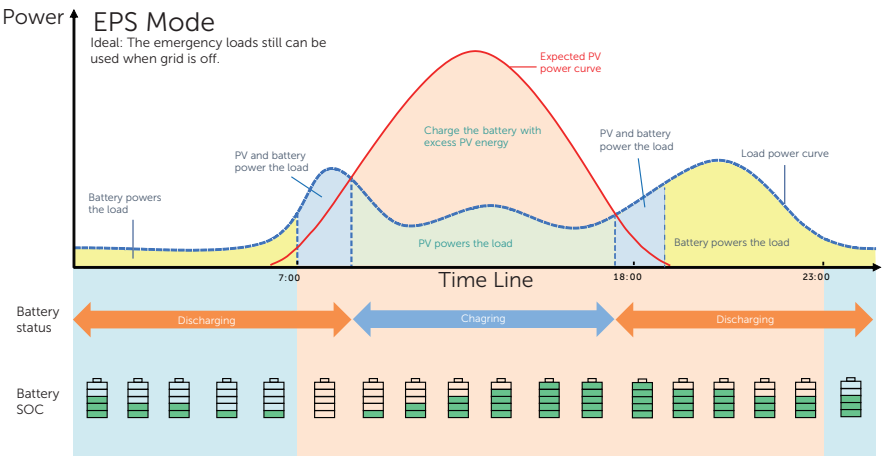 Power
EPS Mode
Ideal: The emergency loads still can be
used when grid is off.
Expected PV
power curve
Charge the battery with
excess PV energy
PV and battery
power the load
PV and battery
power the load
Load power curve
Battery powers
the load
PV powers the load
Battery powers the load
7:00
Time Line
18:00
23:00
Battery
status
Discharging
Chagring
Discharging
Battery
SOC